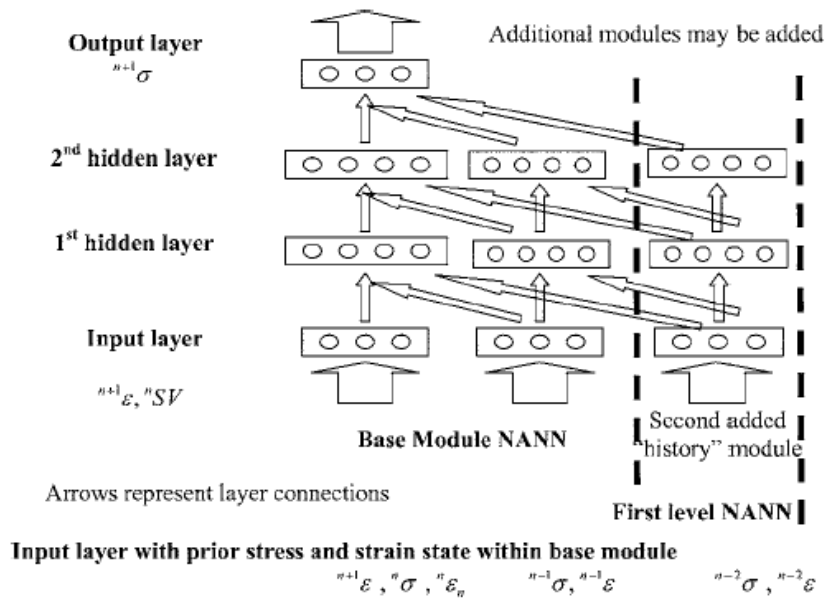 Output layer
ⁿ⁺¹σ
Additional modules may be added
2ⁿᵈ hidden layer
1ˢᵗ hidden layer
Input layer
ⁿ⁺¹ε, ⁿSV
Base Module NANN
Second added
"history" module
Arrows represent layer connections
First level NANN
Input layer with prior stress and strain state within base module
ⁿ⁺¹ε , ⁿσ , ⁿεₙ
ⁿ⁻¹σ, ⁿ⁻¹ε
ⁿ⁻²σ , ⁿ⁻²ε